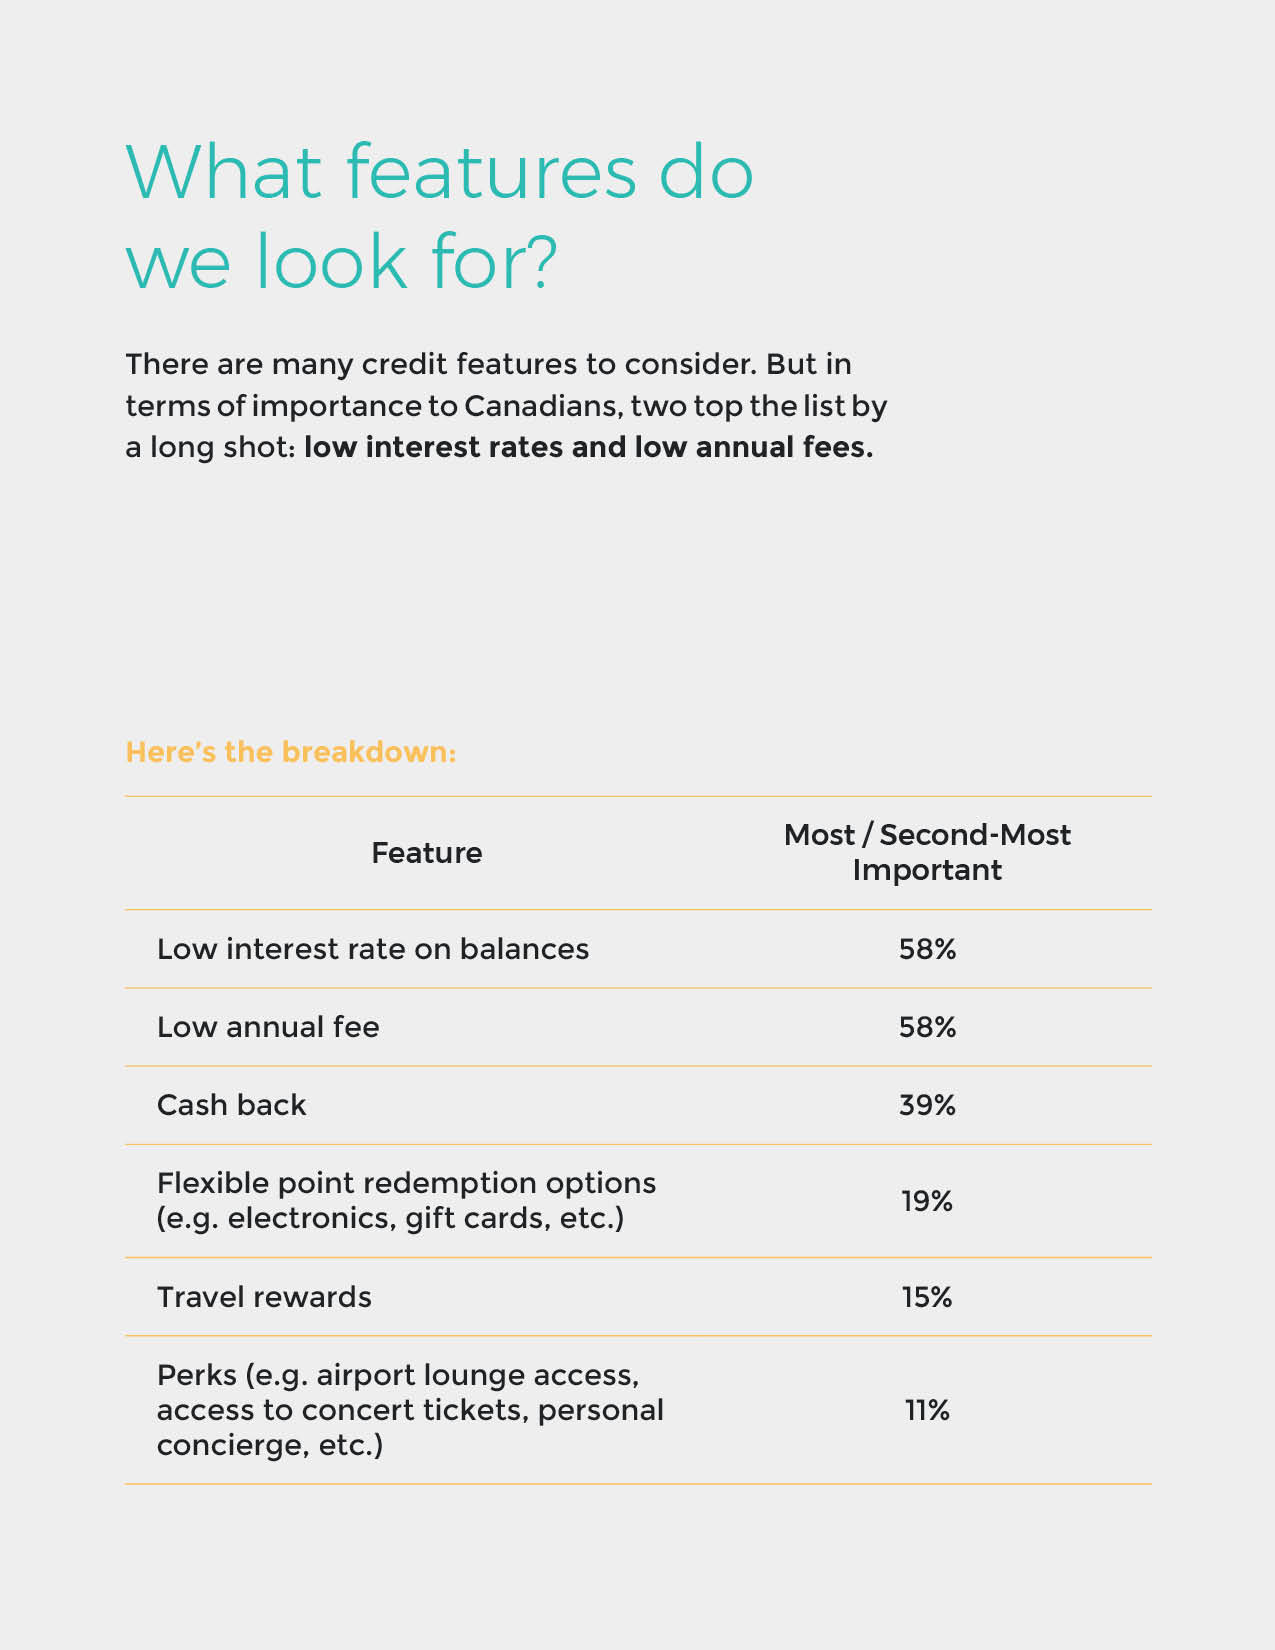 What features do
we look for?
There are many credit features to consider. But in
terms of importance to Canadians, two top the list by
a long shot: low interest rates and low annual fees.
Here’s the breakdown:
Feature
Most / Second-Most
Important
Low interest rate on balances
58%
Low annual fee
58%
Cash back
39%
Flexible point redemption options
(e.g. electronics, gift cards, etc.)
19%
Travel rewards
15%
Perks (e.g. airport lounge access,
access to concert tickets, personal
concierge, etc.)
11%